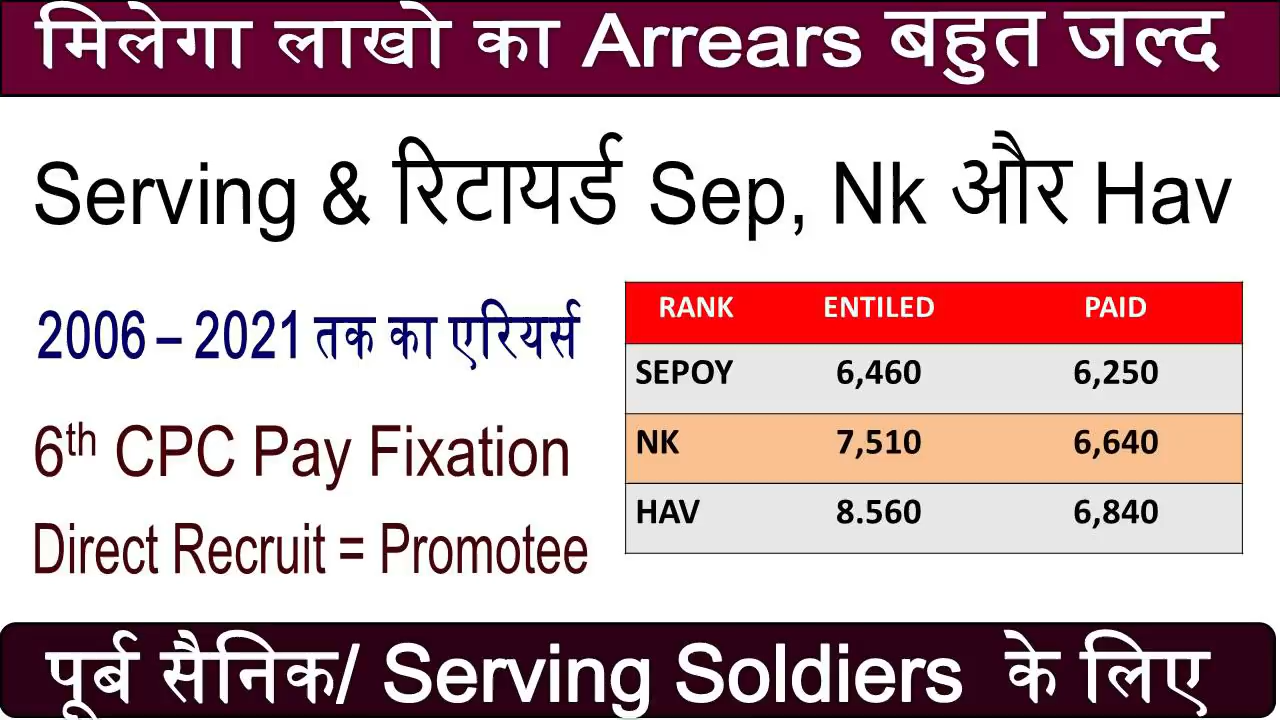 मिलेगा लाखो का Arrears बहुत जल्द
Serving & रिटायर्ड Sep, Nk और Hav
2006 – 2021 तक का एरियर्स
6th CPC Pay Fixation
Direct Recruit = Promotee
RANK ENTILED PAID
SEPOY 6,460 6,250
NK 7,510 6,640
HAV 8.560 6,840
पूर्ब सैनिक/ Serving Soldiers के लिए